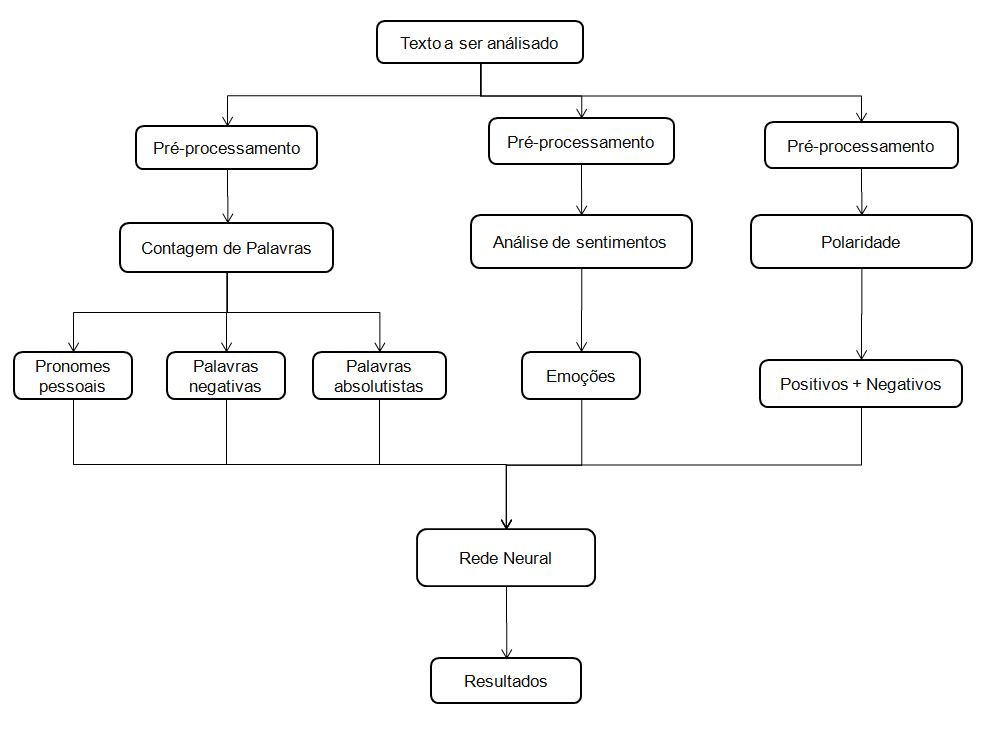 Texto a ser análisado
Pré-processamento
Pré-processamento
Pré-processamento
Contagem de Palavras
Análise de sentimentos
Polaridade
Pronomes
pessoais
Palavras
negativas
Palavras
absolutistas
Emoções
Positivos + Negativos
Rede Neural
Resultados